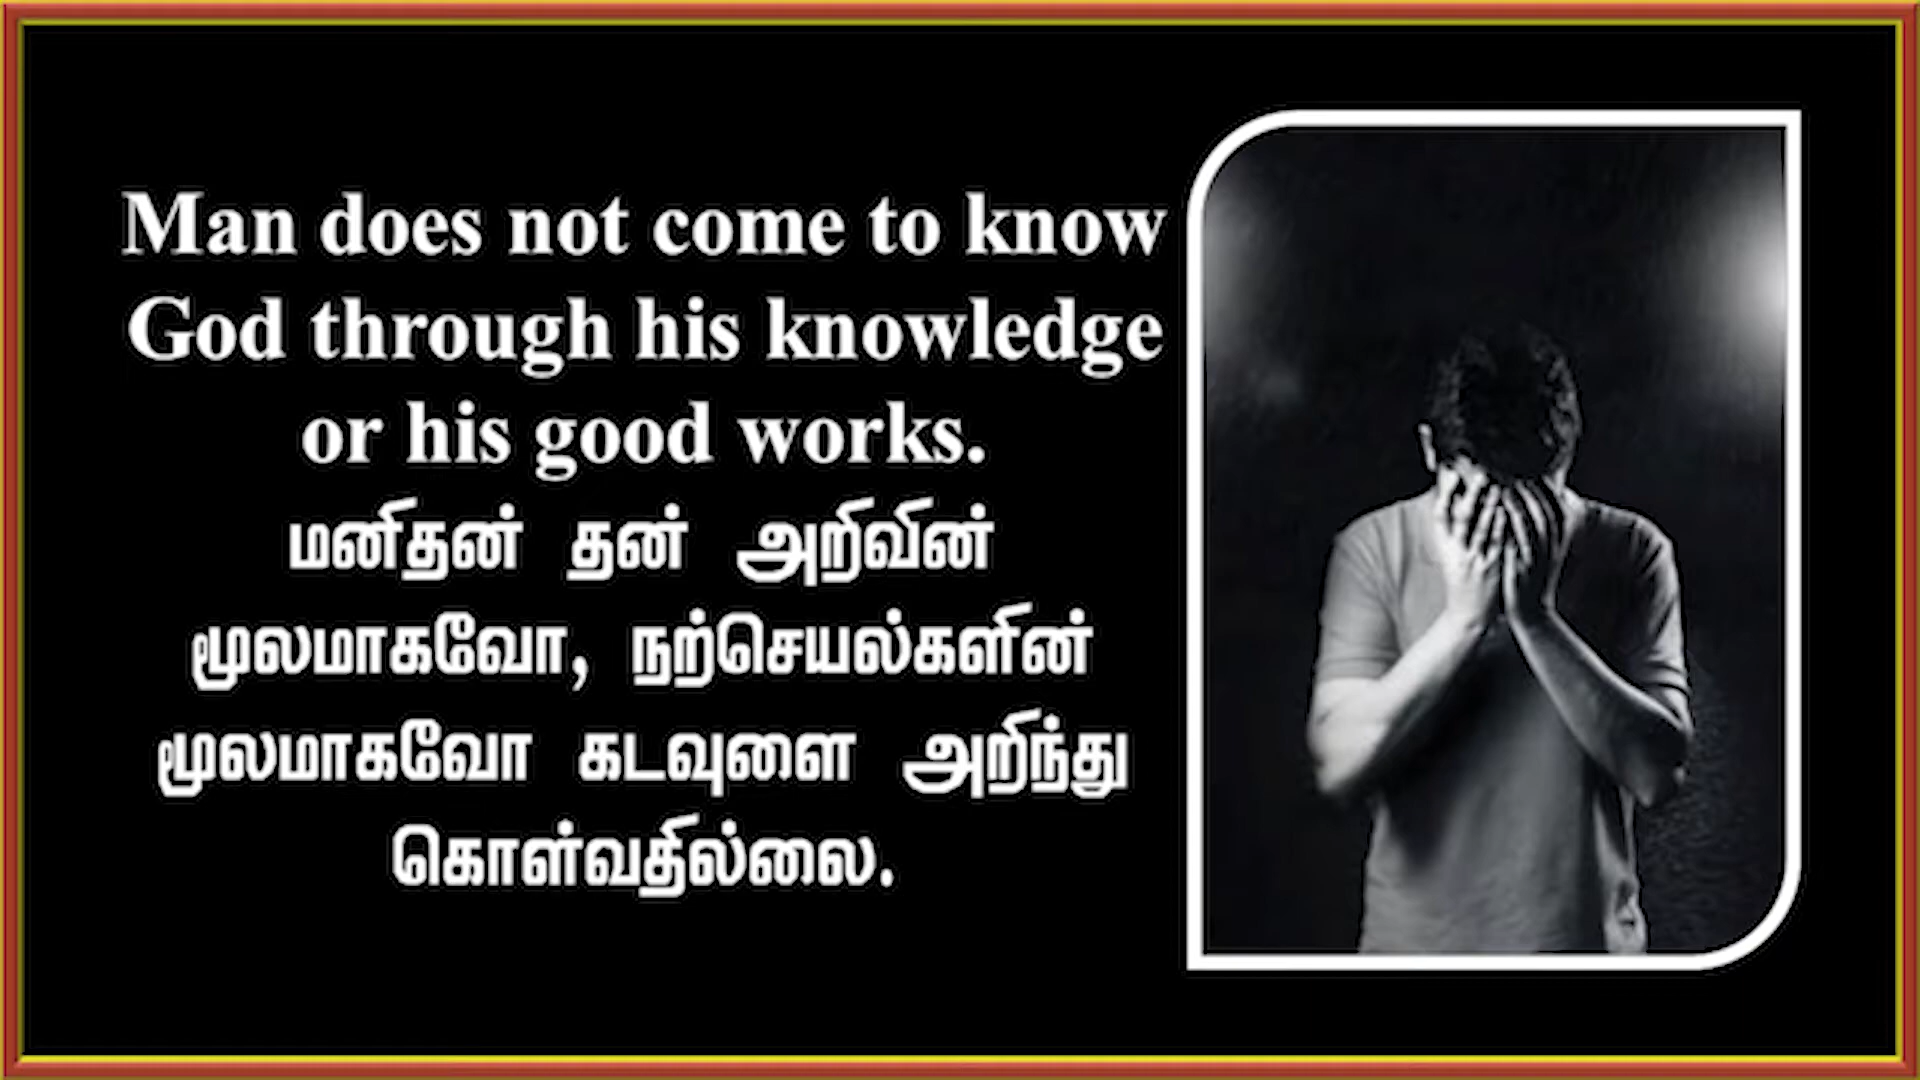 Man does not come to know
God through his knowledge
or his good works.
மனிதன் தன் அறிவின்
மூலமாகவோ, நற்செயல்களின்
மூலமாகவோ கடவுளை அறிந்து
கொள்வதில்லை.